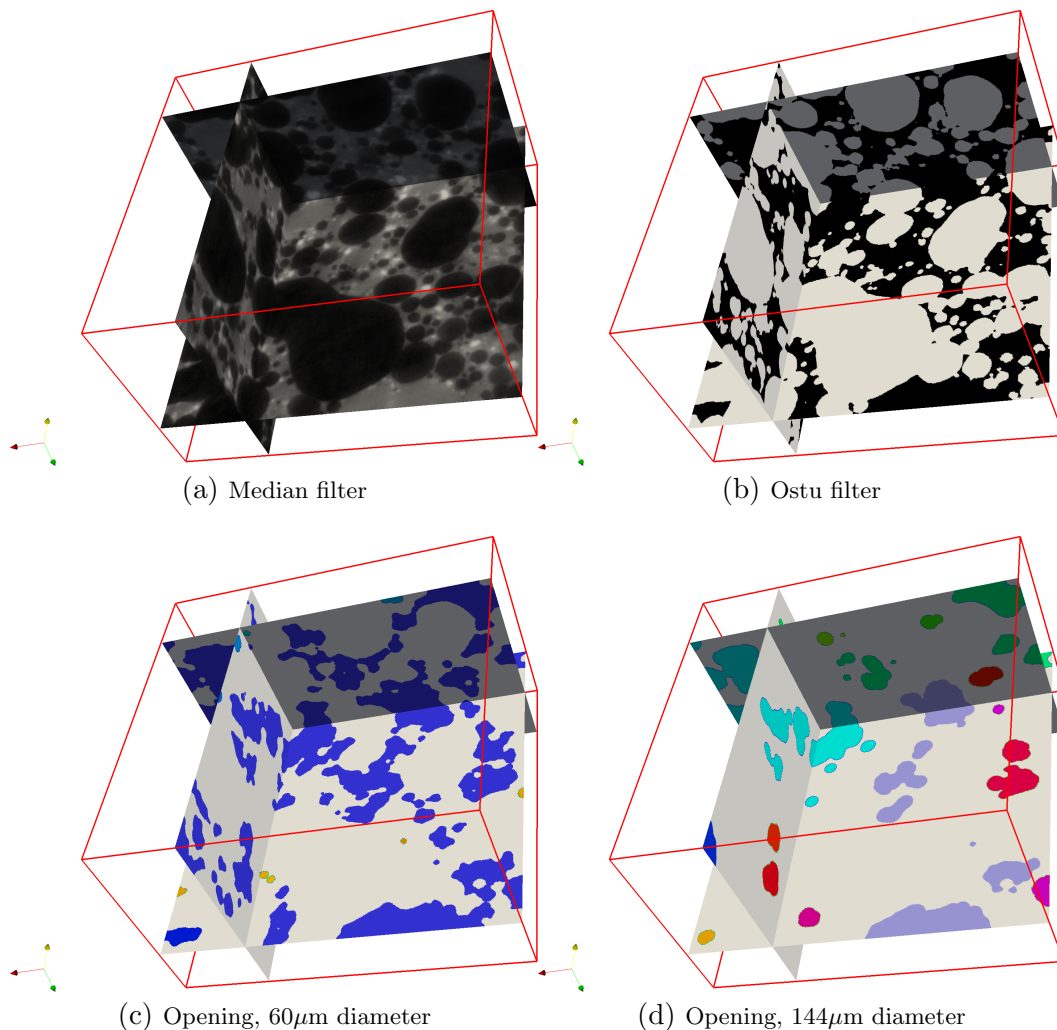 (a) Median filter
(b) Ostu filter
(c) Opening, 60μm diameter
(d) Opening, 144μm diameter